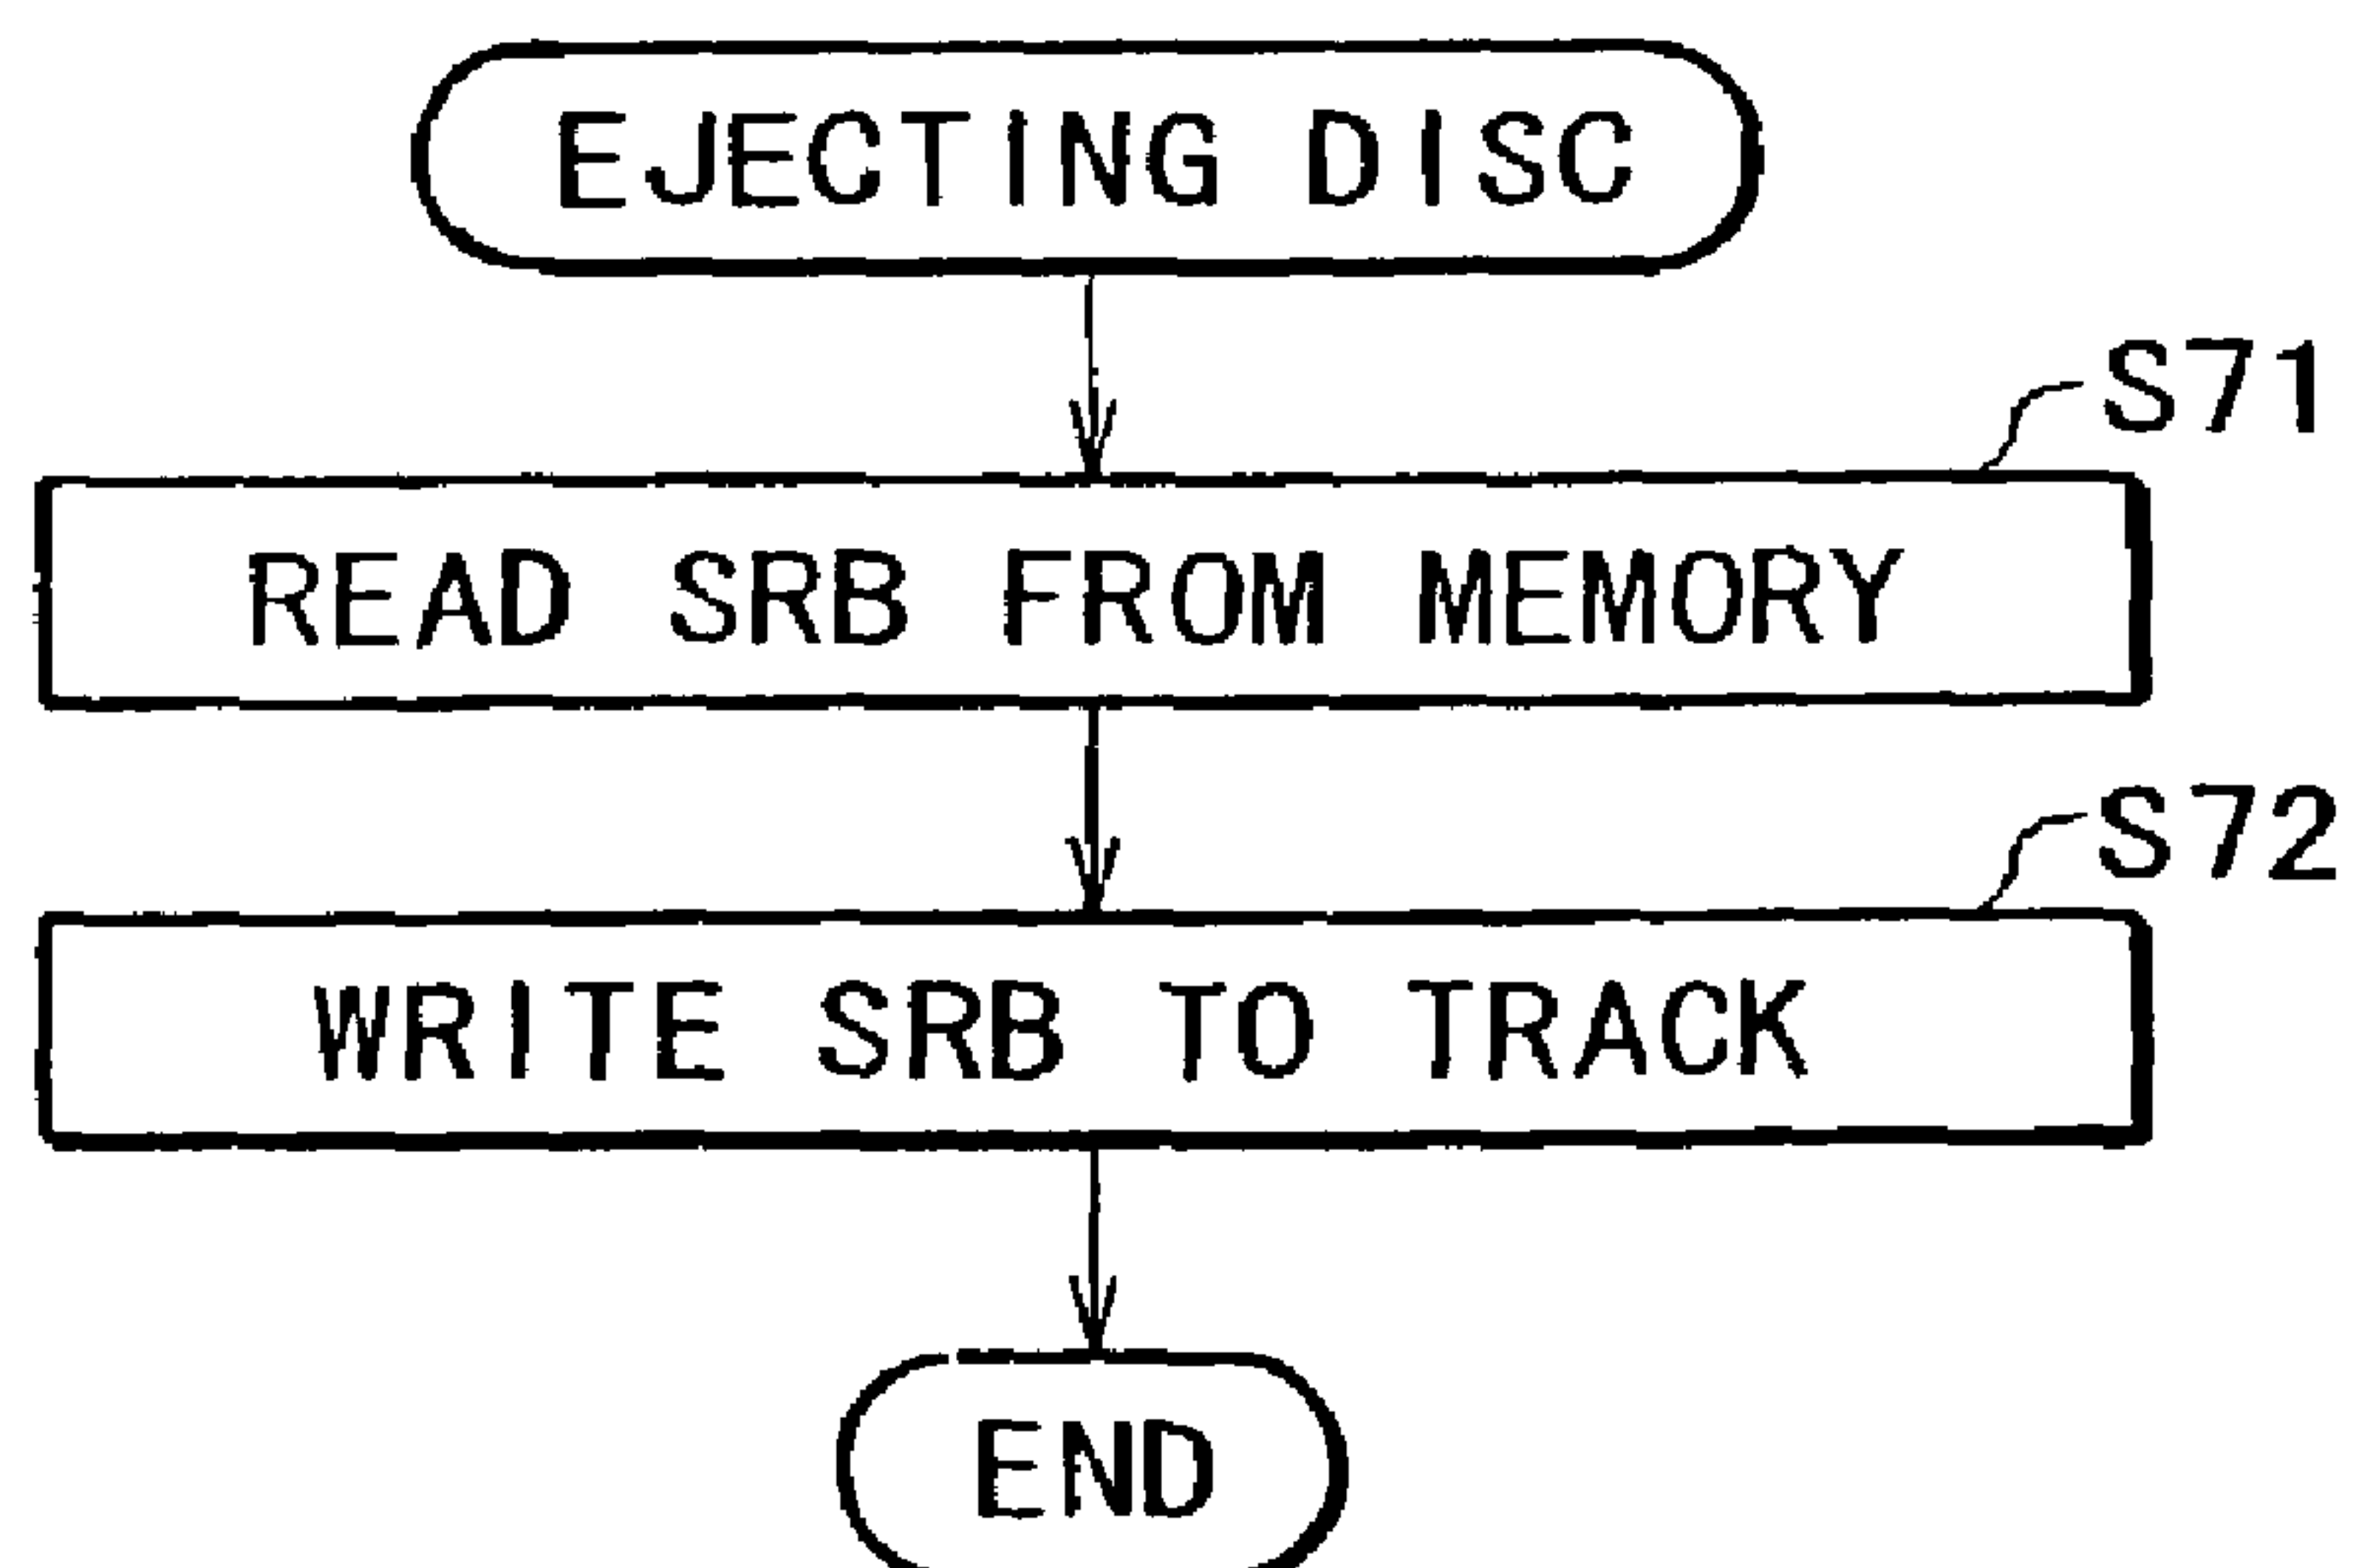 EJECTING DISC
S71
READ SRB FROM MEMORY
S72
WRITE SRB TO TRACK
END